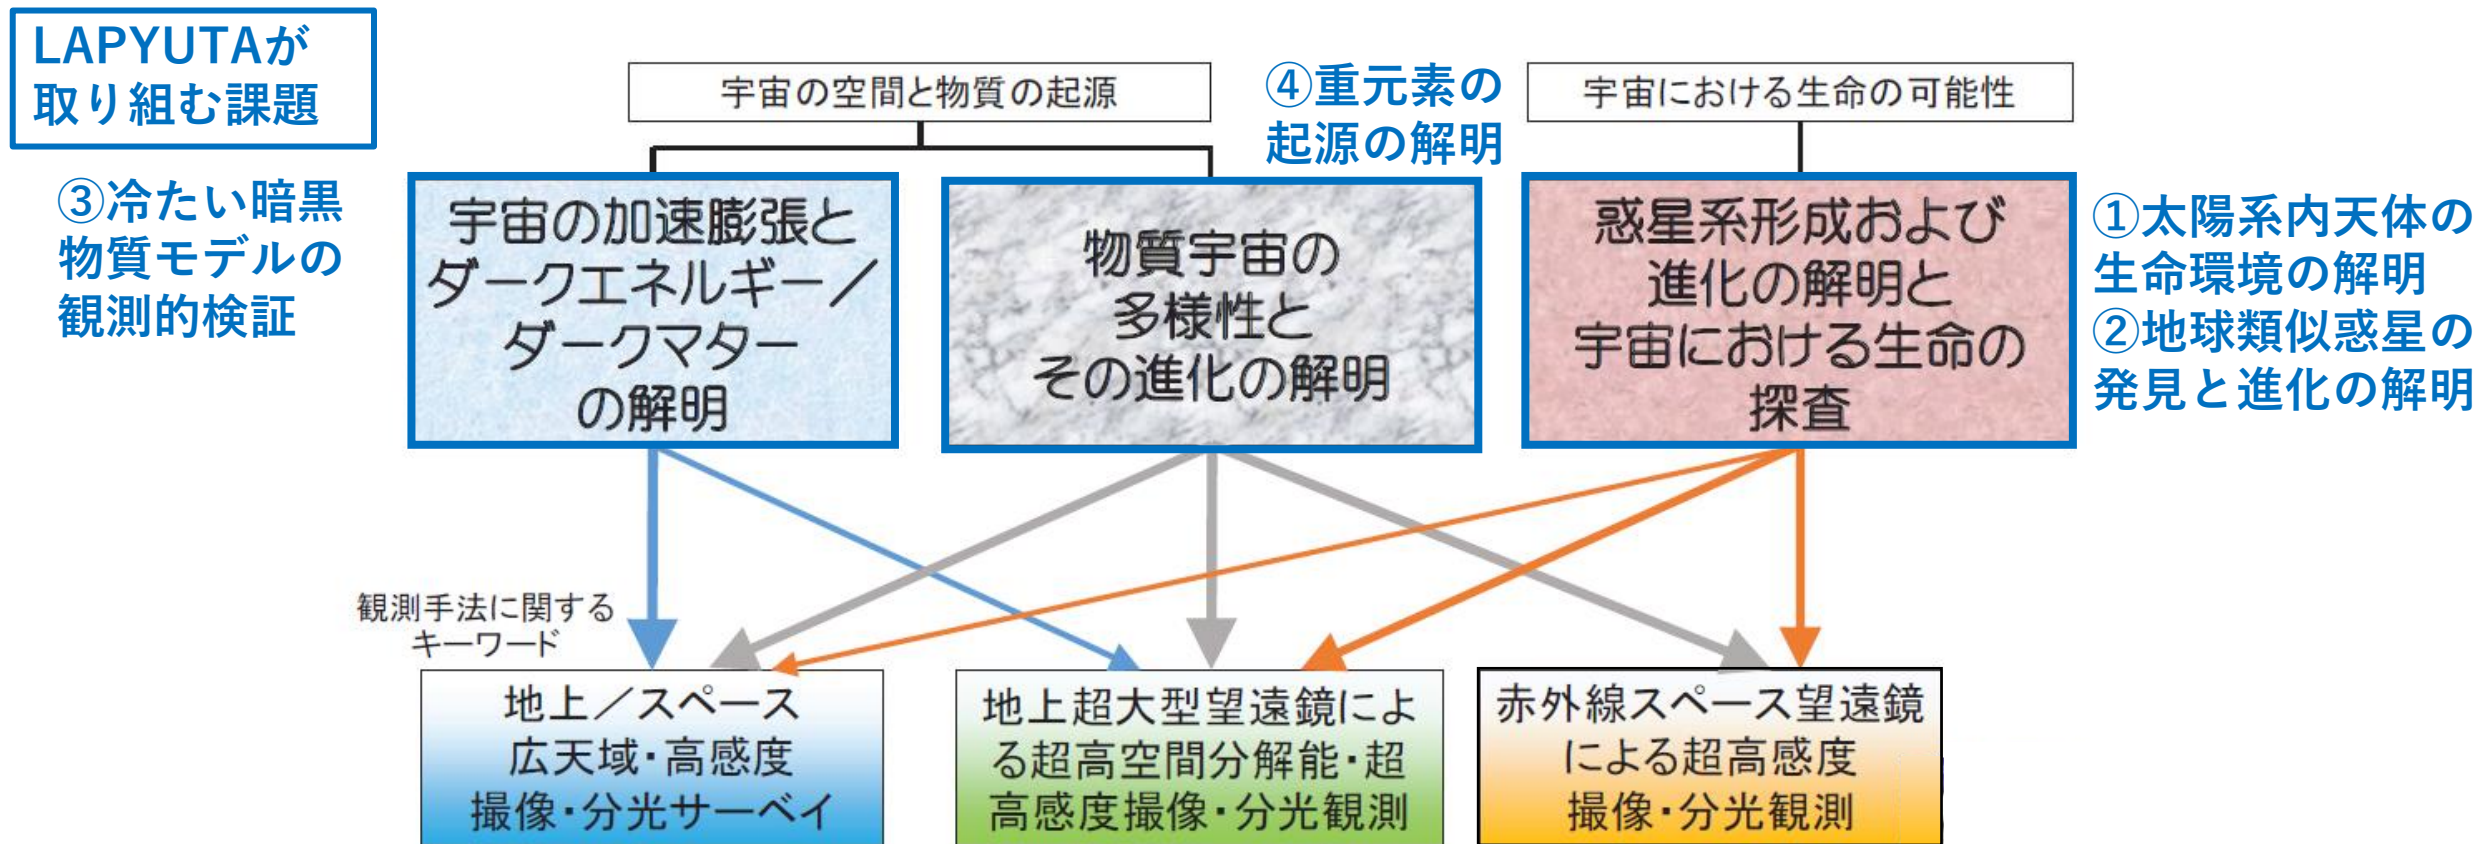 LAPYUTAが
取り組む課題
宇宙の空間と物質の起源
④重元素の
起源の解明
宇宙における生命の可能性
③冷たい暗黒
物質モデルの
観測的検証
宇宙の加速膨張と
ダークエネルギー／
ダークマター
の解明
物質宇宙の
多様性と
その進化の解明
惑星系形成および
進化の解明と
宇宙における生命の
探査
①太陽系内天体の
生命環境の解明
②地球類似惑星の
発見と進化の解明
観測手法に関する
キーワード
地上／スペース
広天域・高感度
撮像・分光サーベイ
地上超大型望遠鏡によ
る超高空間分解能・超
高感度撮像・分光観測
赤外線スペース望遠鏡
による超高感度
撮像・分光観測